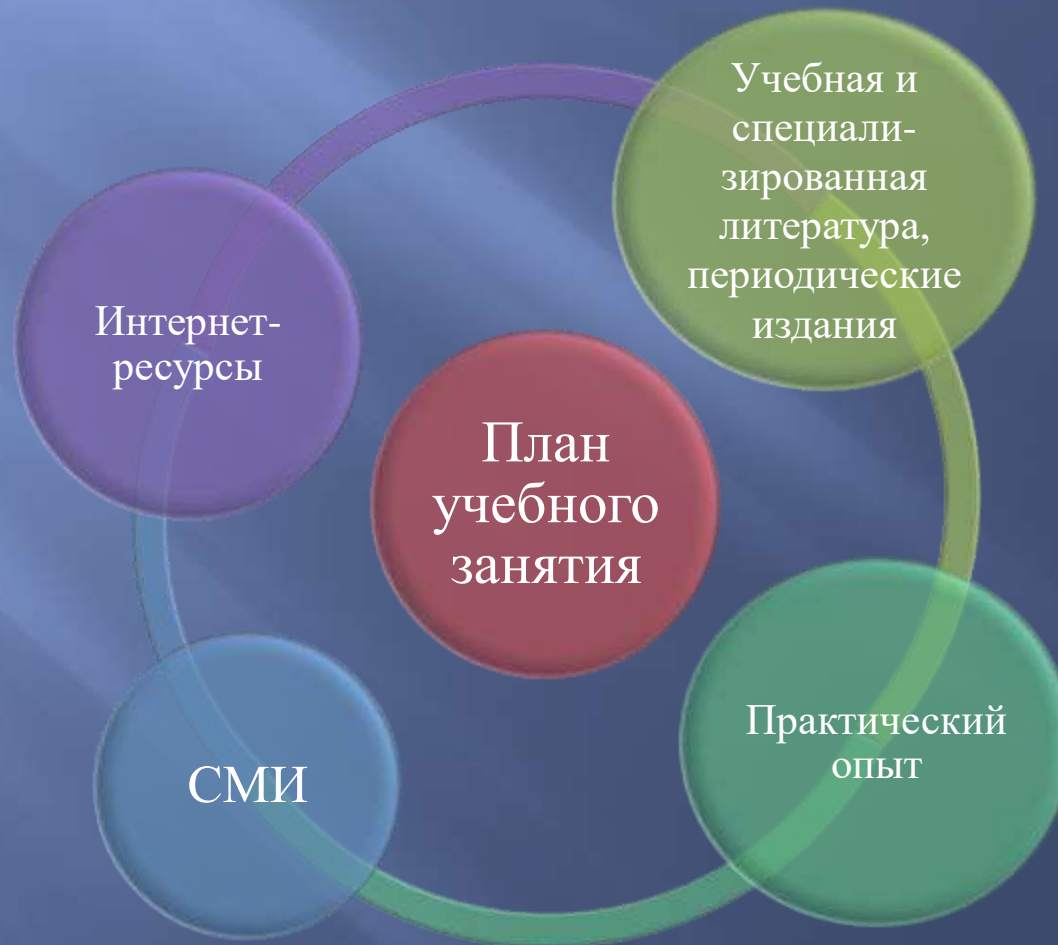 Учебная и
специали-
зированная
литература,
периодические
издания
Интернет-
ресурсы
План
учебного
занятия
Практический
опыт
СМИ